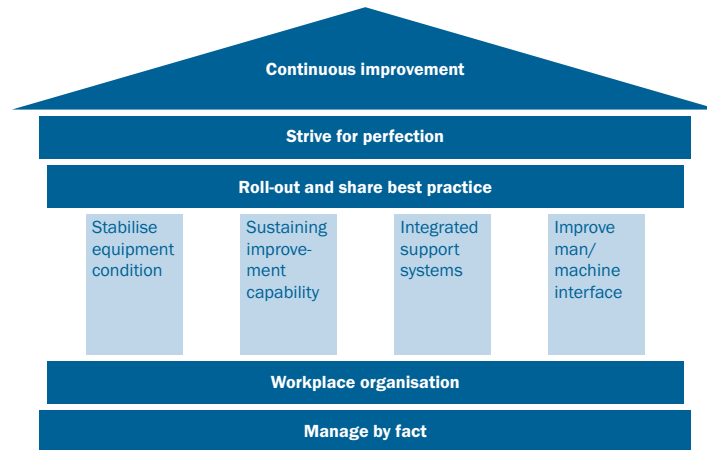 Continuous improvement
Strive for perfection
Roll-out and share best practice
Stabilise
equipment
condition
Sustaining
improve-
ment
capability
Integrated
support
systems
Improve
man/
machine
interface
Workplace organisation
Manage by fact